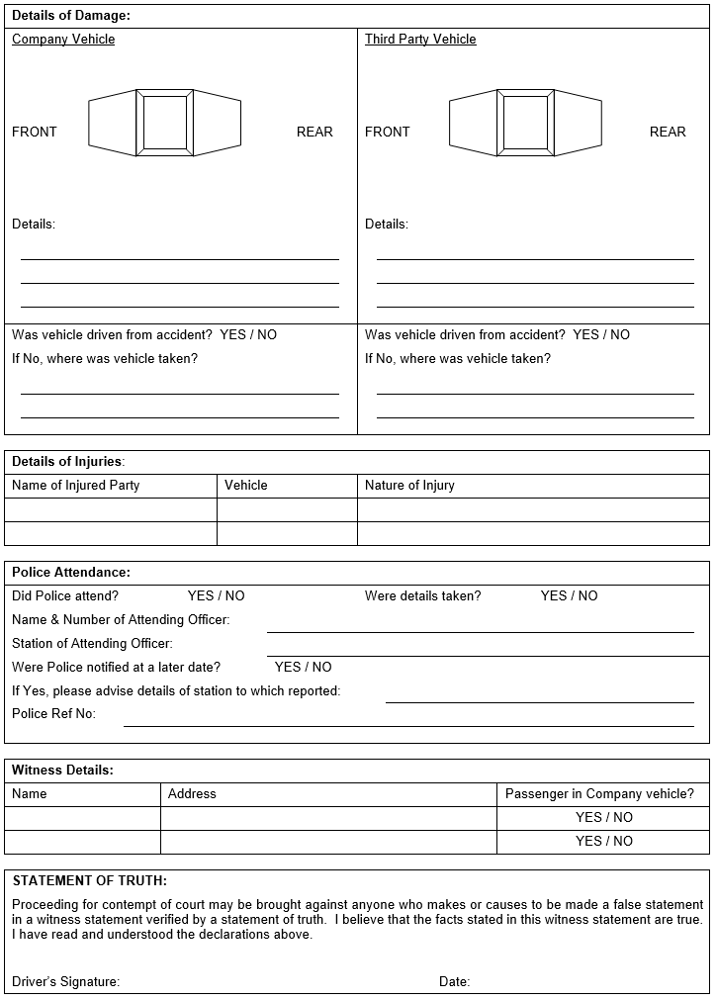 Details of Damage:
Company Vehicle
Third Party Vehicle
FRONT
REAR
FRONT
REAR
Details:
Details:
Was vehicle driven from accident? YES / NO
Was vehicle driven from accident? YES / NO
If No, where was vehicle taken?
If No, where was vehicle taken?
Details of Injuries:
Name of Injured Party
Vehicle
Nature of Injury
Police Attendance:
Did Police attend? YES / NO
Were details taken? YES / NO
Name & Number of Attending Officer:
Station of Attending Officer:
Were Police notified at a later date? YES / NO
If Yes, please advise details of station to which reported:
Police Ref No:
Witness Details:
Name
Address
Passenger in Company vehicle?
YES / NO
YES / NO
STATEMENT OF TRUTH:
Proceeding for contempt of court may be brought against anyone who makes or causes to be made a false statement
in a witness statement verified by a statement of truth. I believe that the facts stated in this witness statement are true.
I have read and understood the declarations above.
Driver's Signature:
Date: